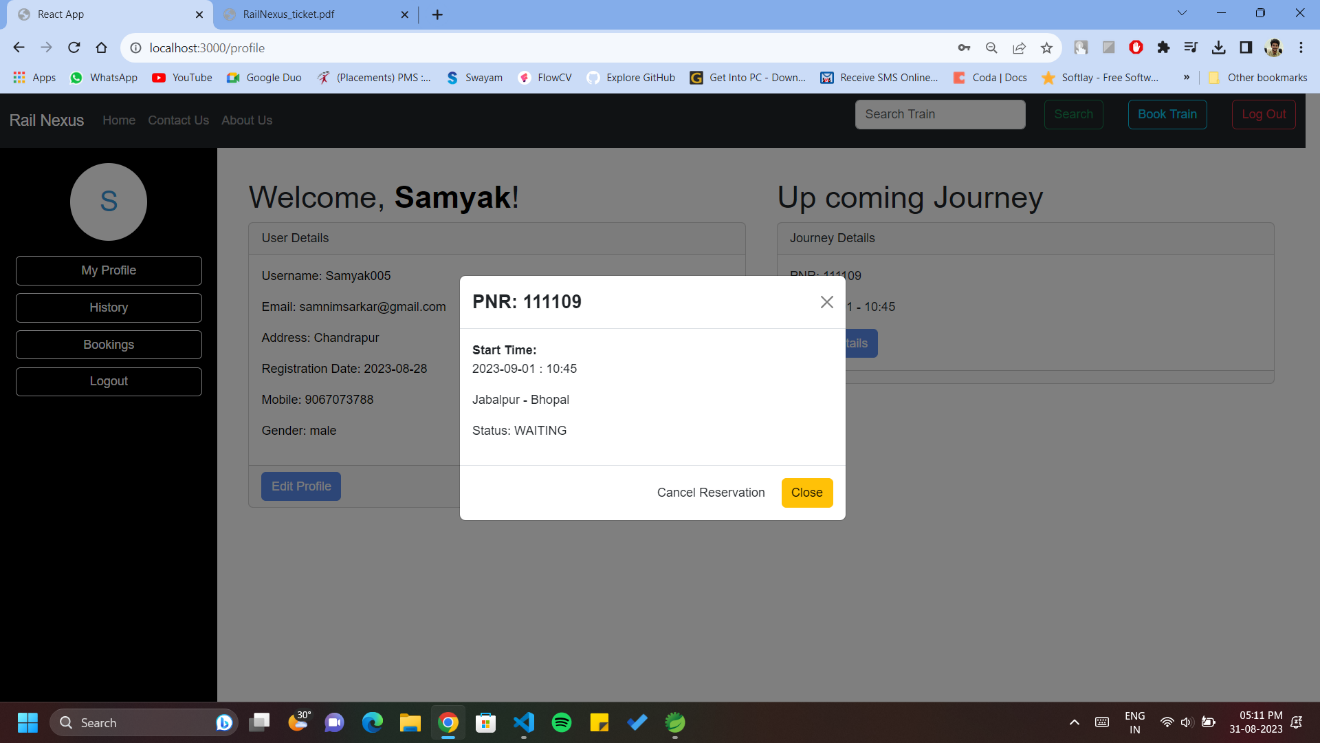 React App
RailNexus_ticket.pdf
localhost:3000/profile
Apps
WhatsApp
YouTube
Google Duo
(Placements) PMS :...
Swayam
FlowCV
Explore GitHub
Get Into PC - Down...
Receive SMS Online...
Coda | Docs
Softlay - Free Softw...
»
Other bookmarks
Rail Nexus
Home
Contact Us
About Us
Search Train
Search
Book Train
Log Out
S
My Profile
History
Bookings
Logout
Welcome, Samyak!
User Details
Username: Samyak005
Email: samnimsarkar@gmail.com
Address: Chandrapur
Registration Date: 2023-08-28
Mobile: 9067073788
Gender: male
Edit Profile
Up coming Journey
Journey Details
PNR: 111109
1 - 10:45
tails
PNR: 111109
Start Time:
2023-09-01 : 10:45
Jabalpur - Bhopal
Status: WAITING
Cancel Reservation
Close
Search
30°
ENG
IN
05:11 PM
31-08-2023